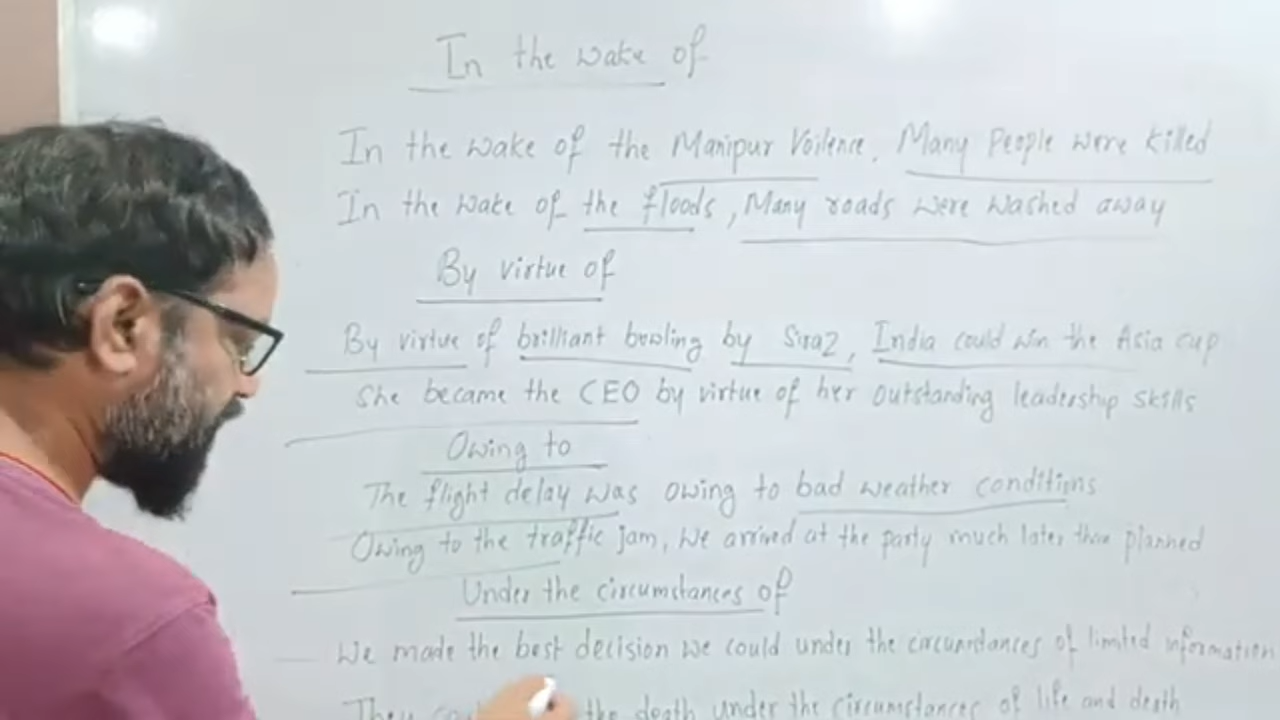 In the wake of
In the wake of the Manipur Voilence, Many People were killed
In the wake of the floods, Many roads were washed away
By virtue of
By virtue of brilliant bowling by Siraz, India could win the Asia cup
She became the CEO by virtue of her outstanding leadership skills
Owing to
The flight delay was owing to bad weather conditions
Owing to the traffic jam, we arrived at the party much later than planned
Under the circumstances of
We made the best decision we could under the circumstances of limited information
They the death under the circumstances of life and death